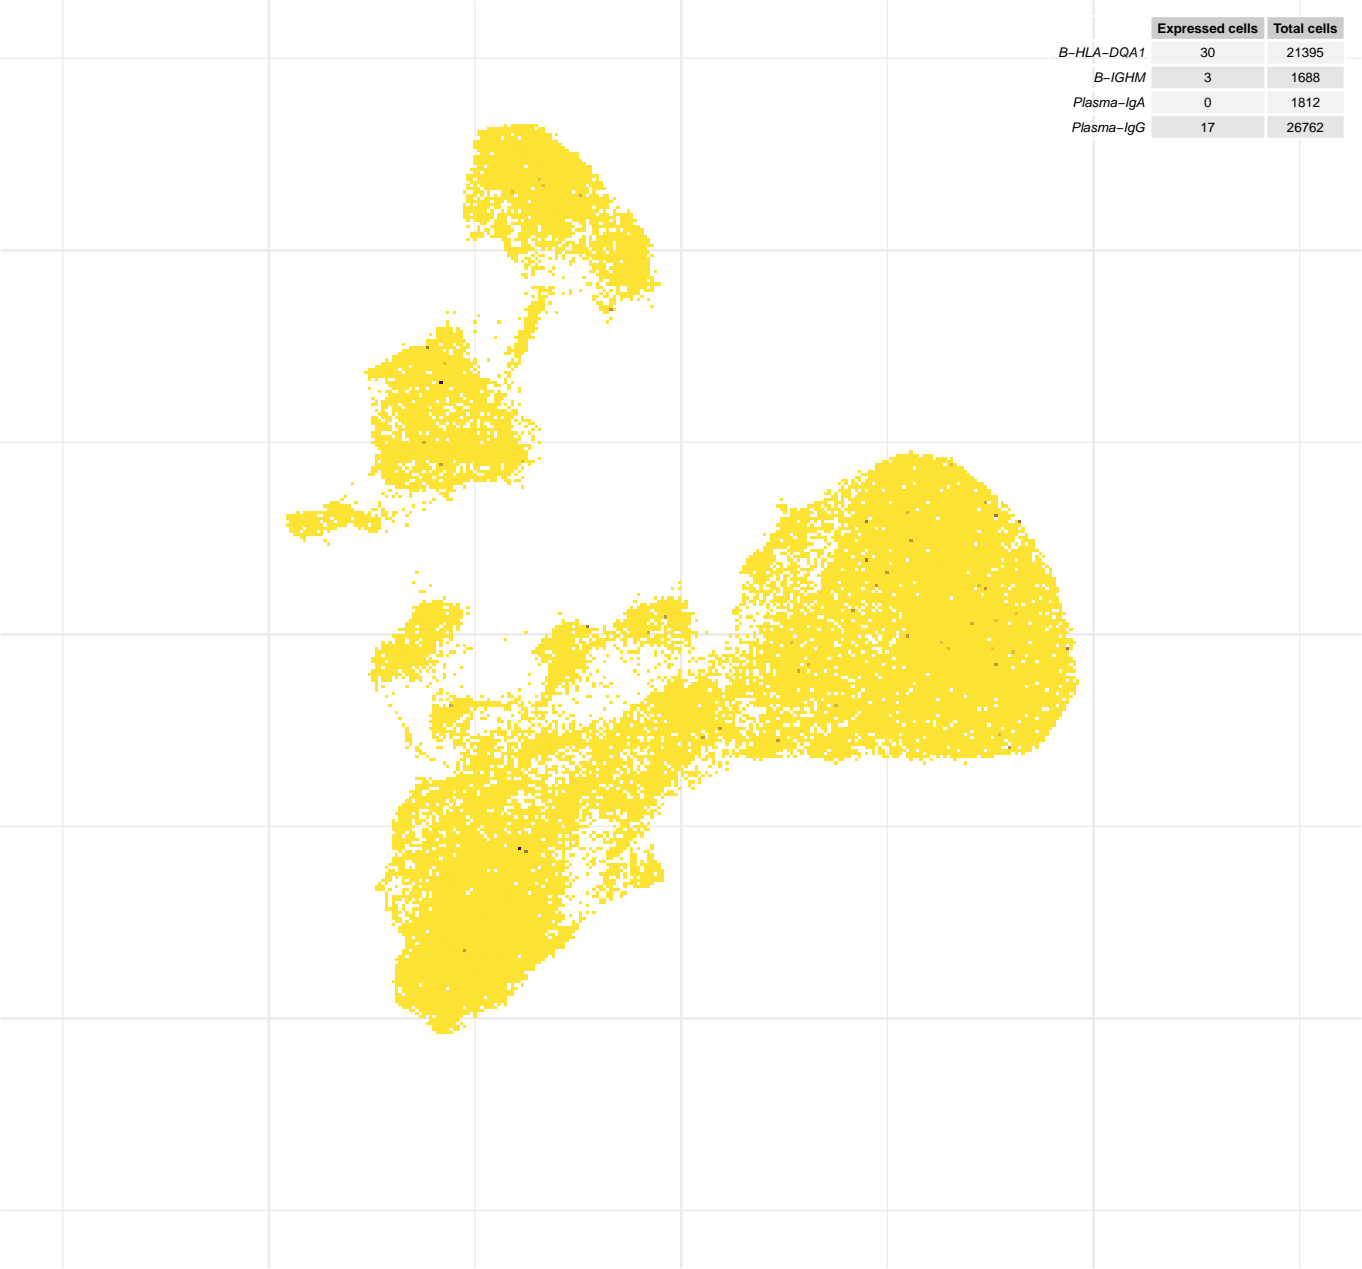 Expressed cells Total cells
B−HLA−DQA1 30 21395
B−IGHM 3 1688
Plasma−IgA 0 1812
Plasma−IgG 17 26762